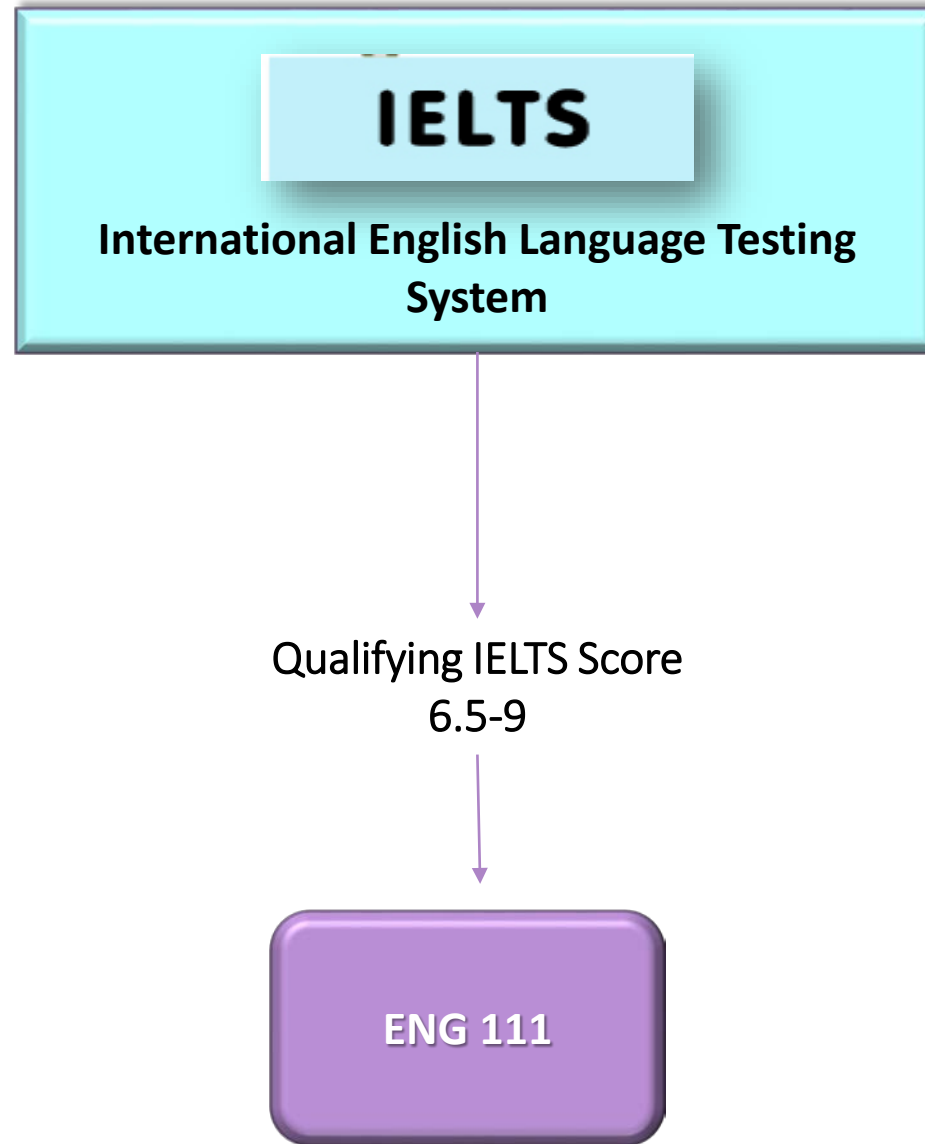 IELTS
International English Language Testing
System
Qualifying IELTS Score
6.5-9
ENG 111